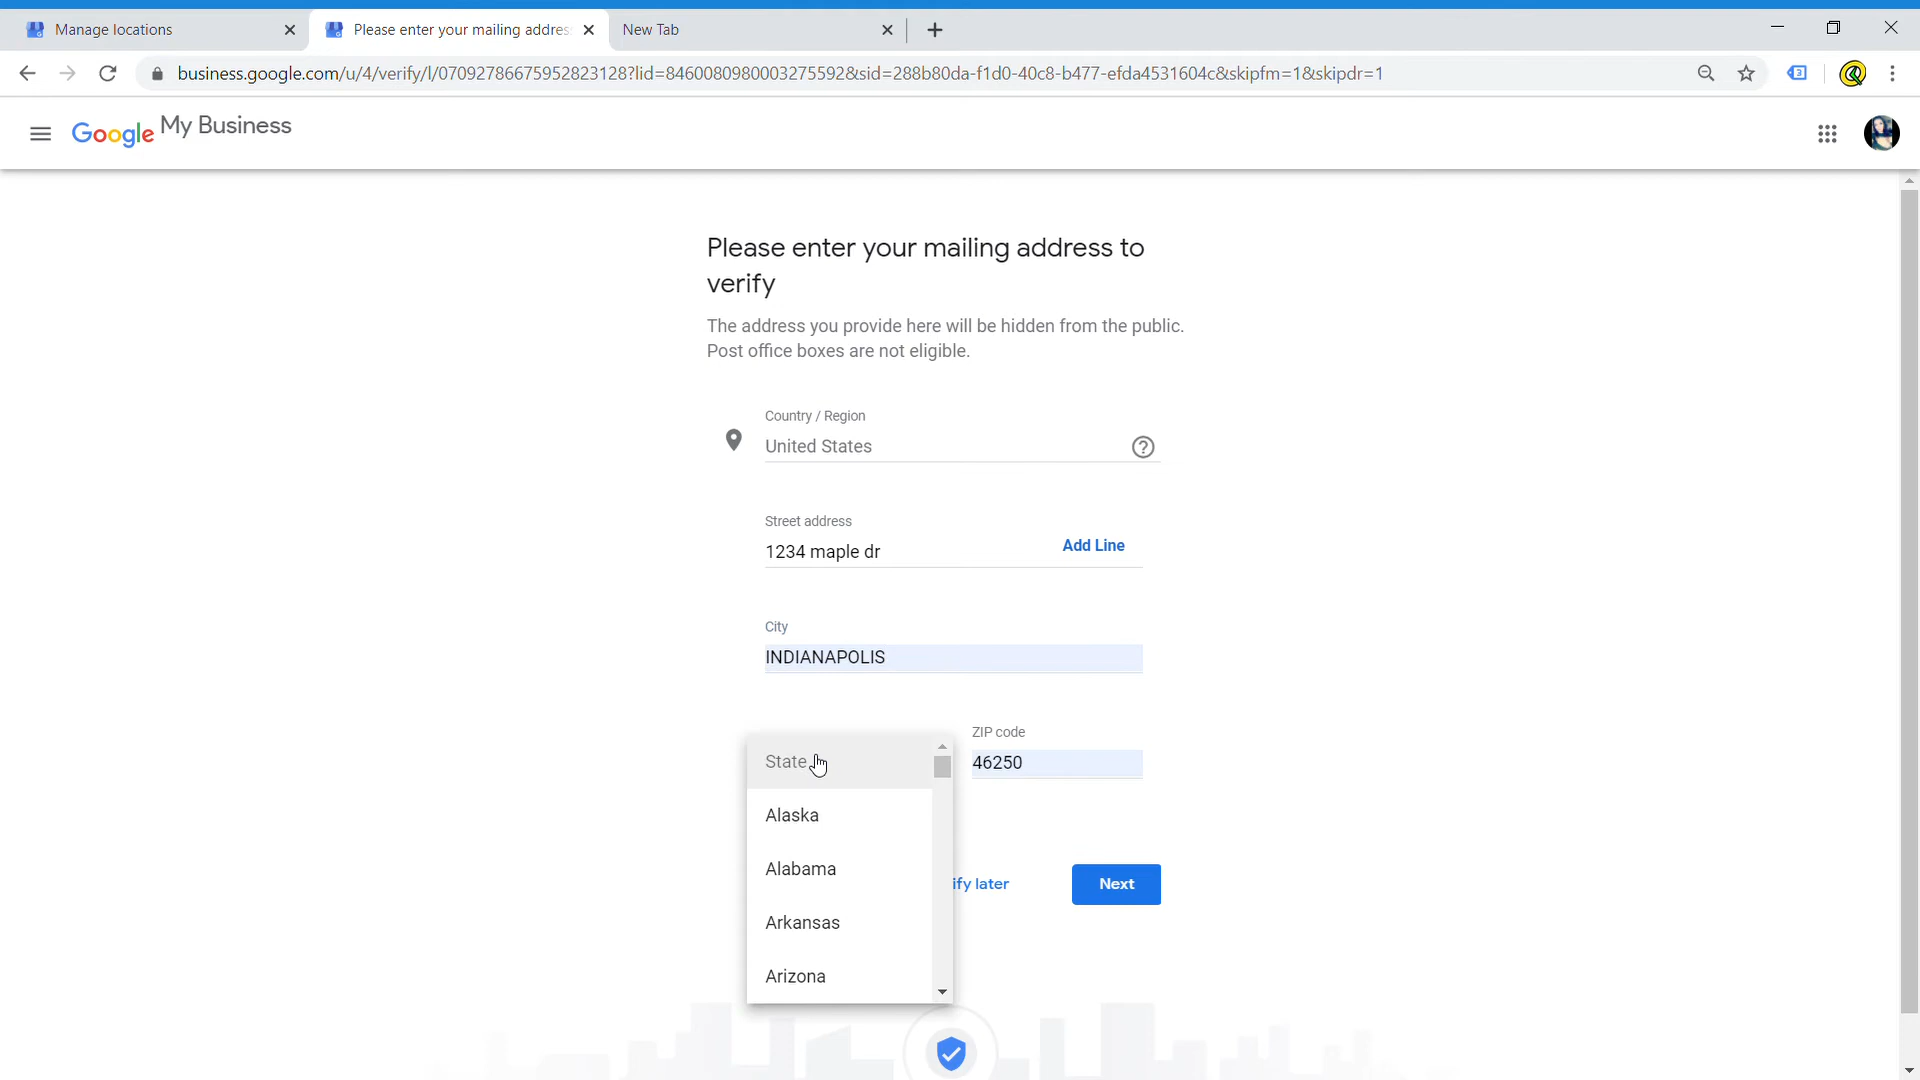 Manage locations
Please enter your mailing addres
New Tab
business.google.com/u/4/verify/l/07092786675952823128?lid=8460080980003275592&sid=288b80da-f1d0-40c8-b477-efda4531604c&skipfm=1&skipdr=1
3
Google My Business
Please enter your mailing address to
verify
The address you provide here will be hidden from the public.
Post office boxes are not eligible.
Country / Region
United States
Street address
1234 maple dr
Add Line
City
INDIANAPOLIS
ZIP code
State
46250
Alaska
Alabama
ify later
Next
Arkansas
Arizona